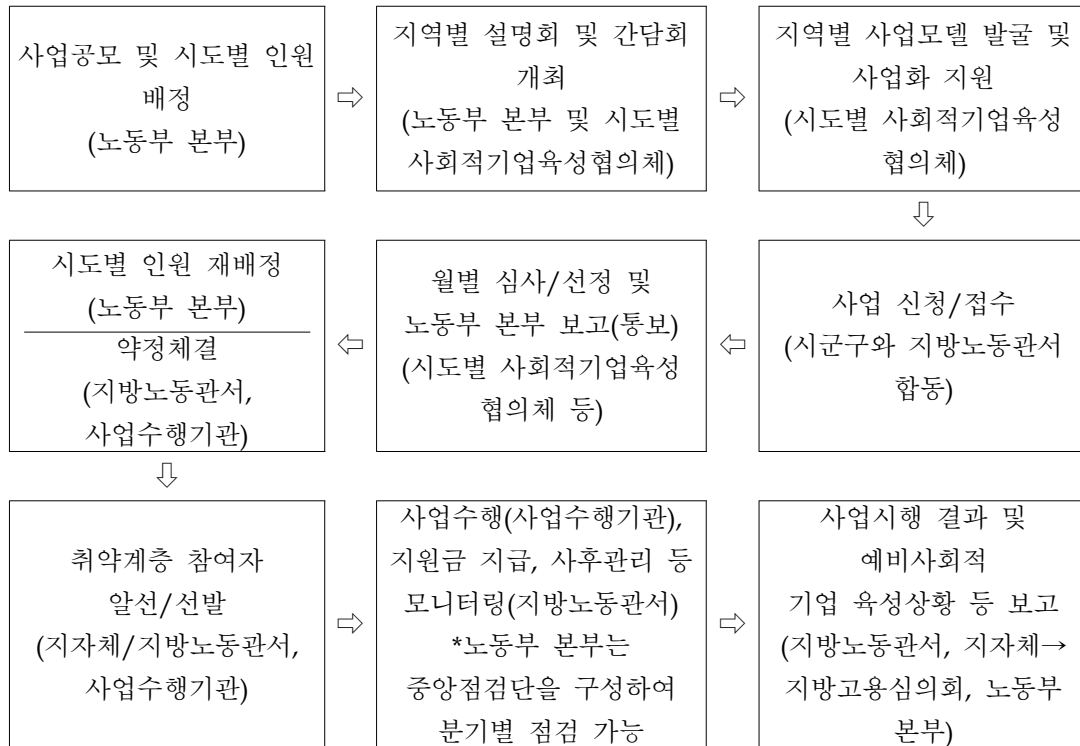 사업공모 및 시도별 인원
배정
(노동부 본부)
⇨
지역별 설명회 및 간담회
개최
(노동부 본부 및 시도별
사회적기업육성협의체)
⇨
지역별 사업모델 발굴 및
사업화 지원
(시도별 사회적기업육성
협의체)
⇩
사업 신청/접수
(시군구와 지방노동관서
합동)
⇦
월별 심사/선정 및
노동부 본부 보고(통보)
(시도별 사회적기업육성
협의체 등)
⇦
시도별 인원 재배정
(노동부 본부)
약정체결
(지방노동관서,
사업수행기관)
⇩
취약계층 참여자
알선/선발
(지자체/지방노동관서,
사업수행기관)
⇨
사업수행(사업수행기관),
지원금 지급, 사후관리 등
모니터링(지방노동관서)
*노동부 본부는
중앙점검단을 구성하여
분기별 점검 가능
⇨
사업시행 결과 및
예비사회적
기업 육성상황 등 보고
(지방노동관서, 지자체→
지방고용심의회, 노동부
본부)